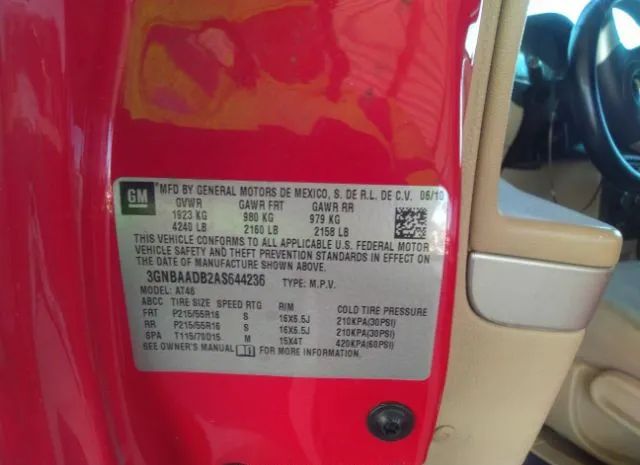 GM
MFD BY GENERAL MOTORS DE MEXICO, S. DE R.L. DE C.V. 06/10
GVWR GAWR FRT GAWR RR
1923 KG 980 KG 979 KG
4240 LB 2160 LB 2158 LB
THIS VEHICLE CONFORMS TO ALL APPLICABLE U.S. FEDERAL MOTOR
VEHICLE SAFETY AND THEFT PREVENTION STANDARDS IN EFFECT ON
THE DATE OF MANUFACTURE SHOWN ABOVE.
3GNBAADB2AS644236 TYPE: M.P.V.
MODEL: AT46
ABCC TIRE SIZE SPEED RTG RIM COLD TIRE PRESSURE
FRT P215/55R16 S 16X6.5J 210KPA(30PSI)
RR P215/55R16 S 16X6.5J 210KPA(30PSI)
SPA T115/70D15 M 15X4T 420KPA(60PSI)
SEE OWNER'S MANUAL FOR MORE INFORMATION.